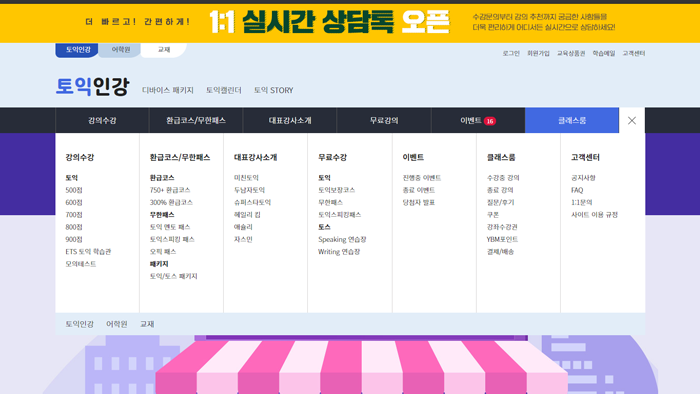 더 빠르고! 간편하게! 1:1 실시간 상담톡 오픈
수강문의부터 강의 추천까지 궁금한 사항들을
더욱 편리하게 어디서든 실시간으로 상담하세요!
토익인강 어학원 교재
로그인 회원가입 교육상품권 학습메일 고객센터
토익인강 디바이스 패키지 토익캘린더 토익 STORY
강의수강 환급코스/무한패스 대표강사소개 무료강의 이벤트 16 클래스룸
강의수강
토익
500점
600점
700점
800점
900점
ETS 토익 학습관
모의테스트
환급코스/무한패스
환급코스
750+ 환급코스
300% 환급코스
무한패스
토익 멘토 패스
토익스피킹 패스
오픽 패스
패키지
토익/토스 패키지
대표강사소개
미친토익
두남자토익
슈퍼스타토익
헤일리 킴
애쉴리
자스민
무료수강
토익
토익보장코스
무한패스
토익스피킹패스
토스
Speaking 연습장
Writing 연습장
이벤트
진행중 이벤트
종료 이벤트
당첨자 발표
클래스룸
수강중 강의
종료 강의
질문/후기
쿠폰
강좌수강권
YBM포인트
결제/배송
고객센터
공지사항
FAQ
1:1문의
사이트 이용 규정
토익인강 어학원 교재